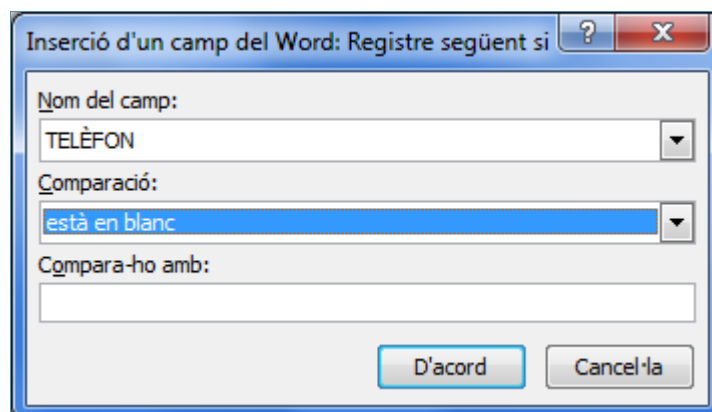 Inserció d'un camp del Word: Registre següent si
Nom del camp:
TELÈFON
Comparació:
està en blanc
Compara-ho amb:
D'acord Cancel·la